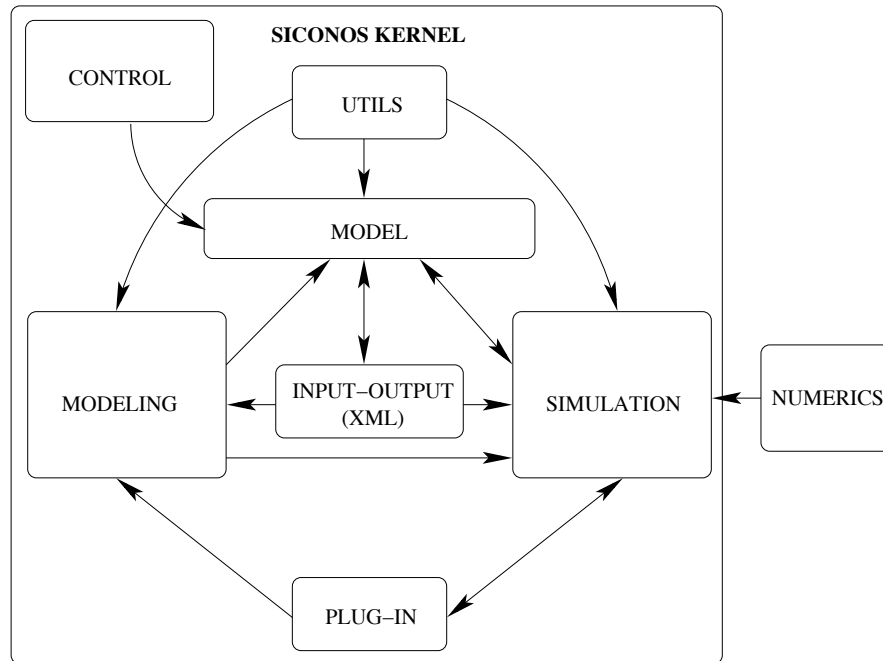 SICONOS KERNEL
CONTROL
UTILS
MODEL
MODELING
INPUT−OUTPUT
(XML)
SIMULATION
NUMERICS
PLUG−IN